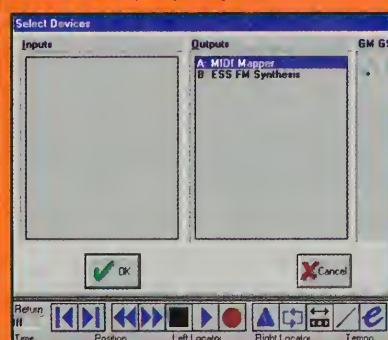 Select Devices
Inputs
Outputs
GM GS
A: MIDI Mapper
B ESS FM Synthesis
OK
Cancel
Return
Time
Position
Left Locator
Right Locator
Tempo